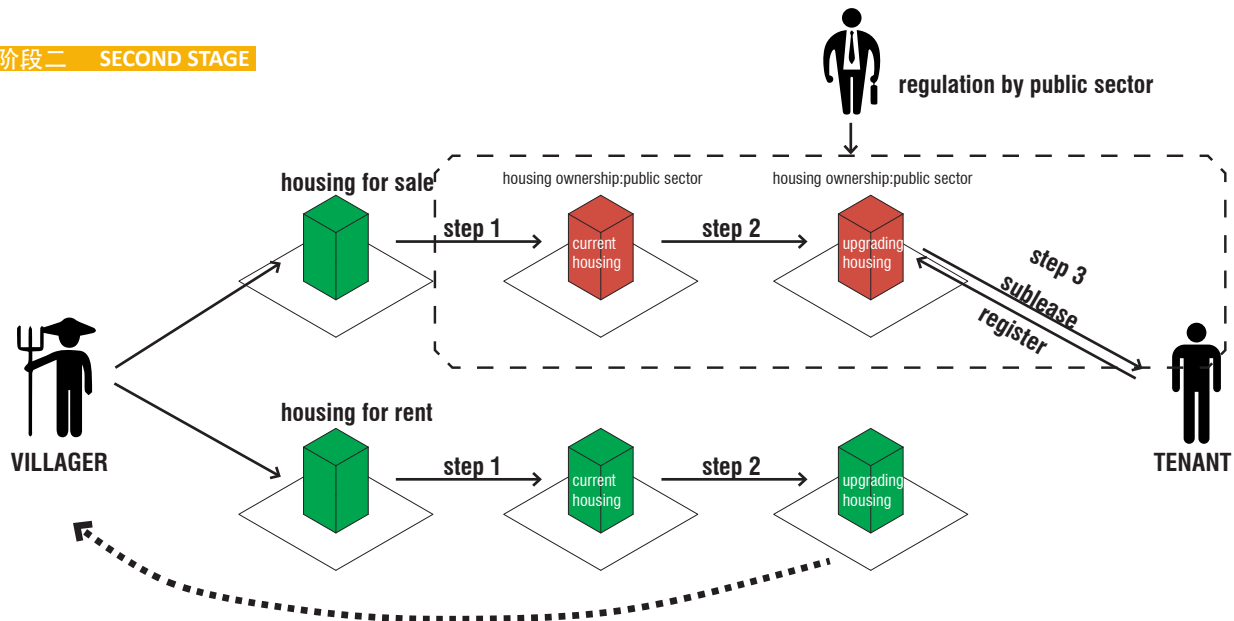 阶段二 SECOND STAGE
regulation by public sector
housing for sale
housing ownership:public sector
housing ownership:public sector
step 1
current
housing
step 2
upgrading
housing
step 3
sublease
register
VILLAGER
TENANT
housing for rent
step 1
current
housing
step 2
upgrading
housing